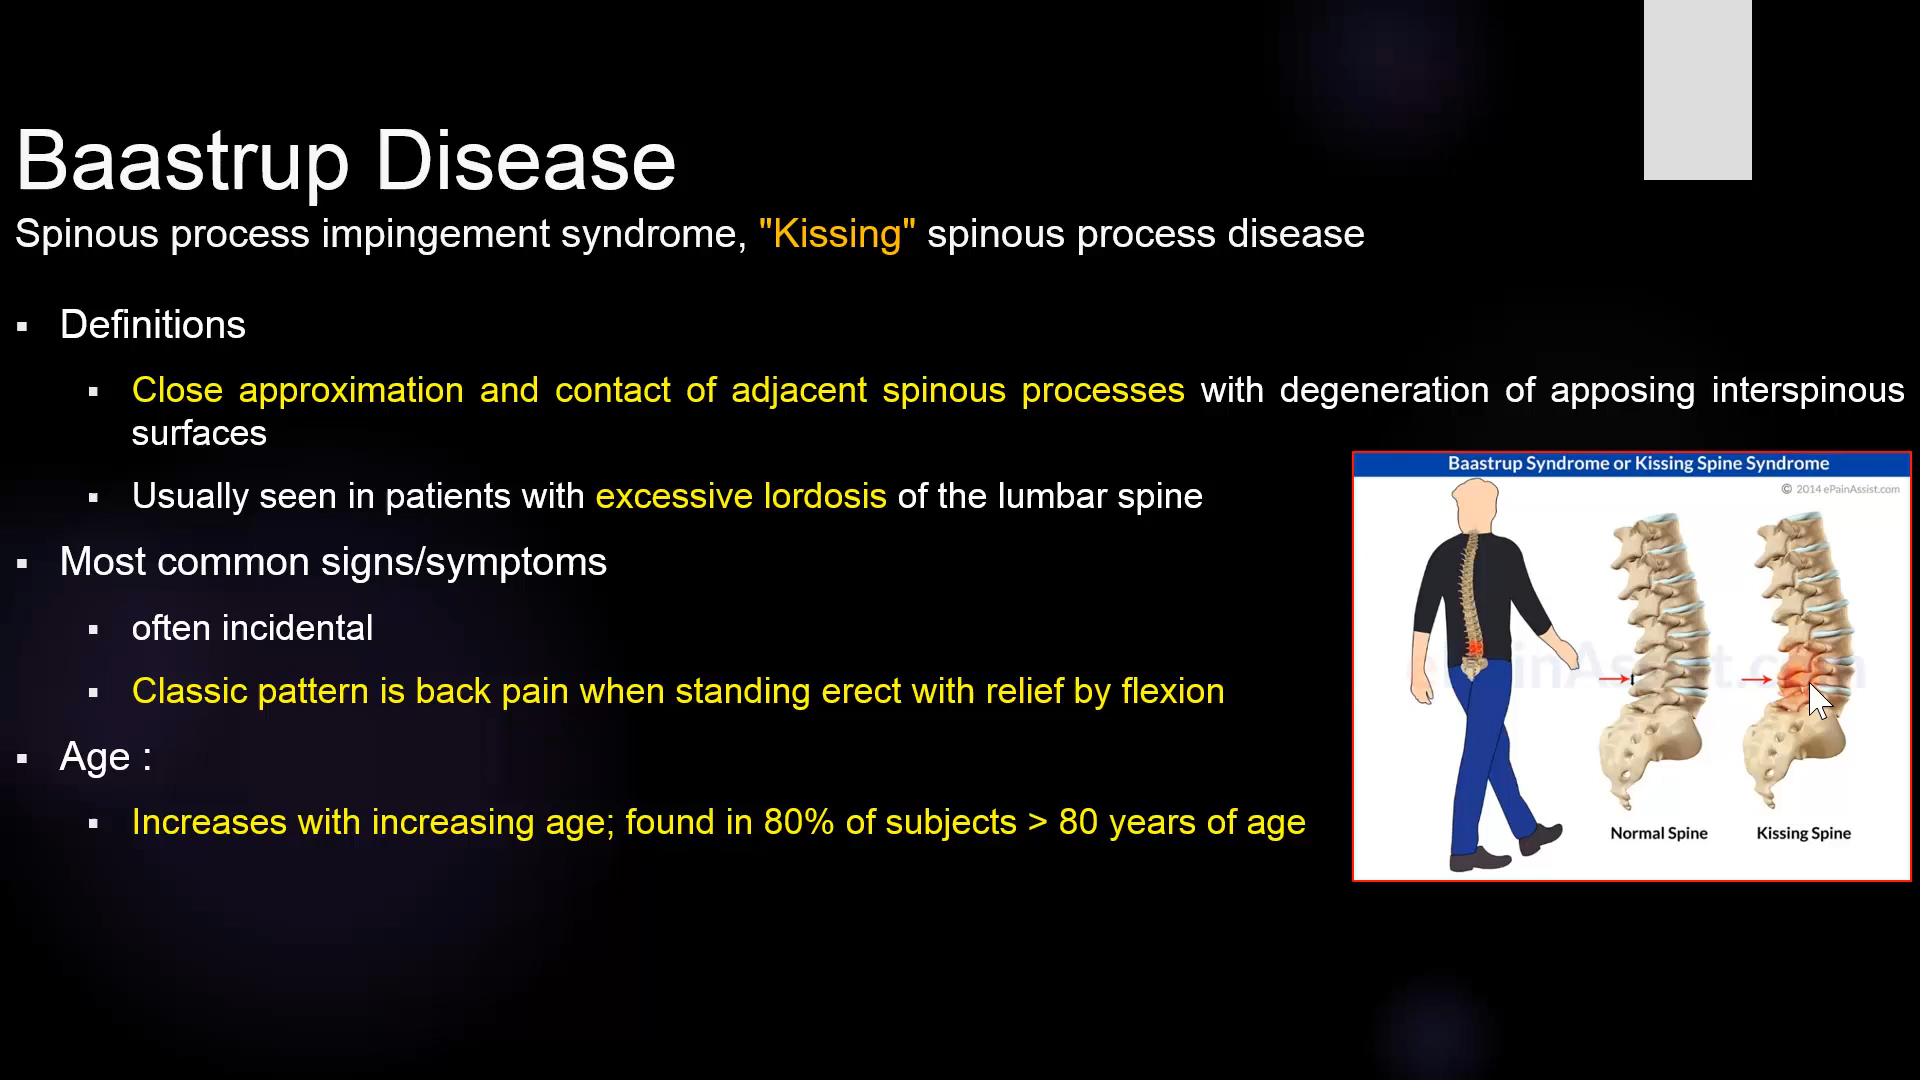 Baastrup Disease
Spinous process impingement syndrome, "Kissing" spinous process disease
▪ Definitions
▪ Close approximation and contact of adjacent spinous processes with degeneration of apposing interspinous
surfaces
▪ Usually seen in patients with excessive lordosis of the lumbar spine
▪ Most common signs/symptoms
▪ often incidental
▪ Classic pattern is back pain when standing erect with relief by flexion
▪ Age :
▪ Increases with increasing age; found in 80% of subjects > 80 years of age
Baastrup Syndrome or Kissing Spine Syndrome
© 2014 ePainAssist.com
ePainAssist.com
Normal Spine
Kissing Spine